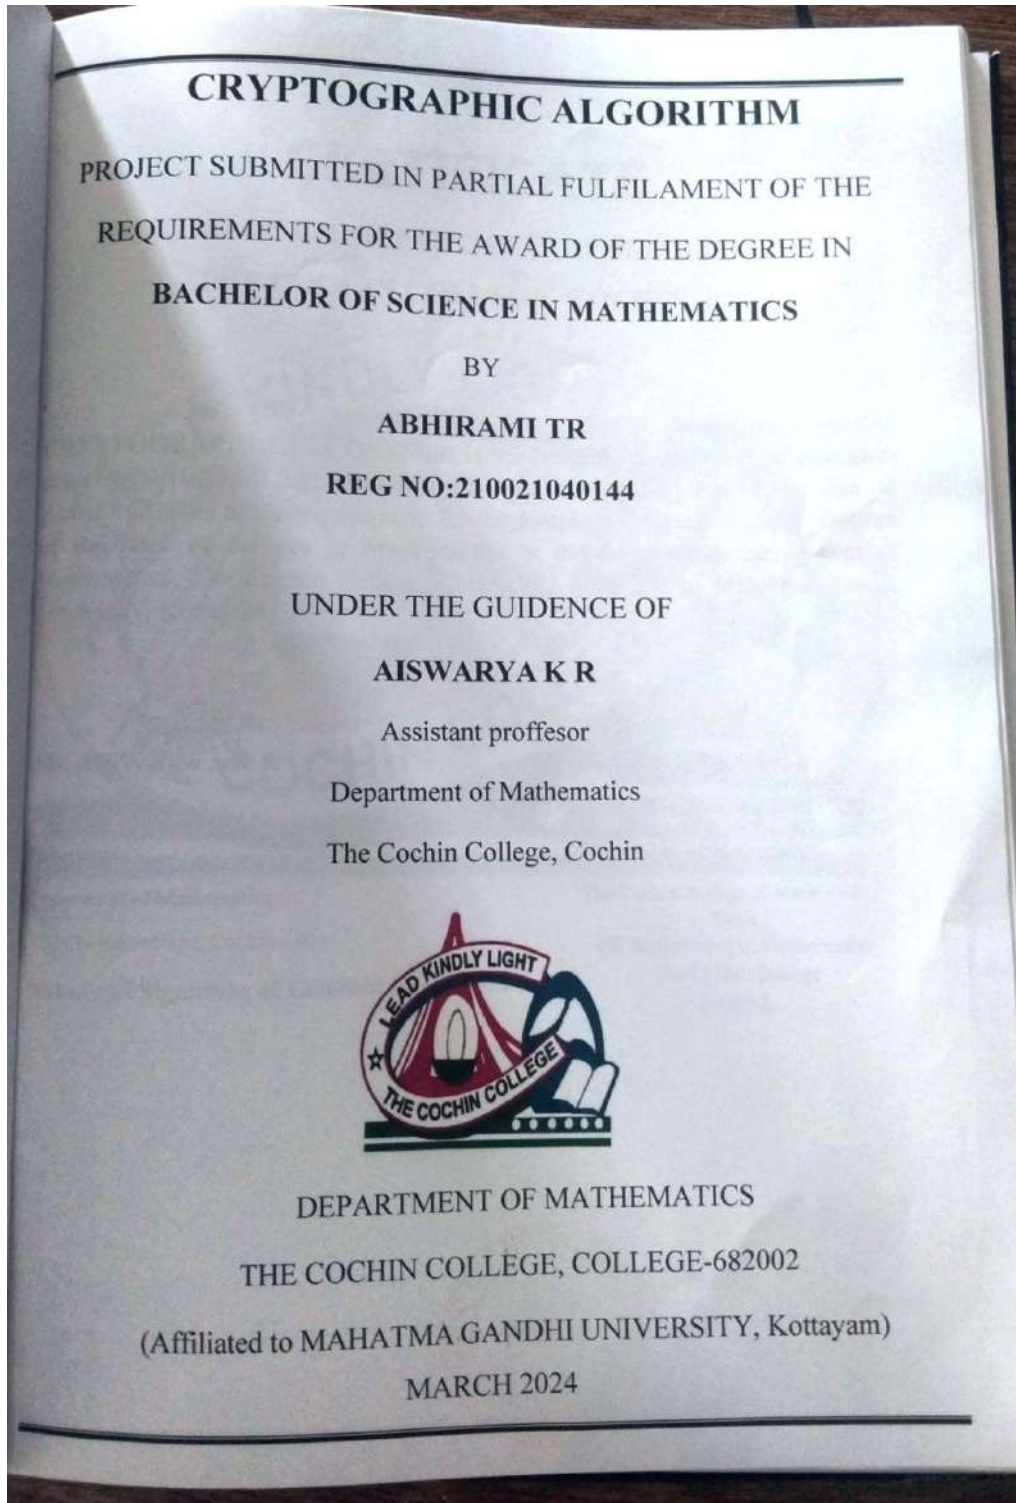 CRYPTOGRAPHIC ALGORITHM
PROJECT SUBMITTED IN PARTIAL FULFILAMENT OF THE
REQUIREMENTS FOR THE AWARD OF THE DEGREE IN
BACHELOR OF SCIENCE IN MATHEMATICS
BY
ABHIRAMI TR
REG NO:210021040144
UNDER THE GUIDENCE OF
AISWARYA K R
Assistant proffesor
Department of Mathematics
The Cochin College, Cochin
LEAD KINDLY LIGHT
THE COCHIN COLLEGE
DEPARTMENT OF MATHEMATICS
THE COCHIN COLLEGE, COLLEGE-682002
(Affiliated to MAHATMA GANDHI UNIVERSITY, Kottayam)
MARCH 2024